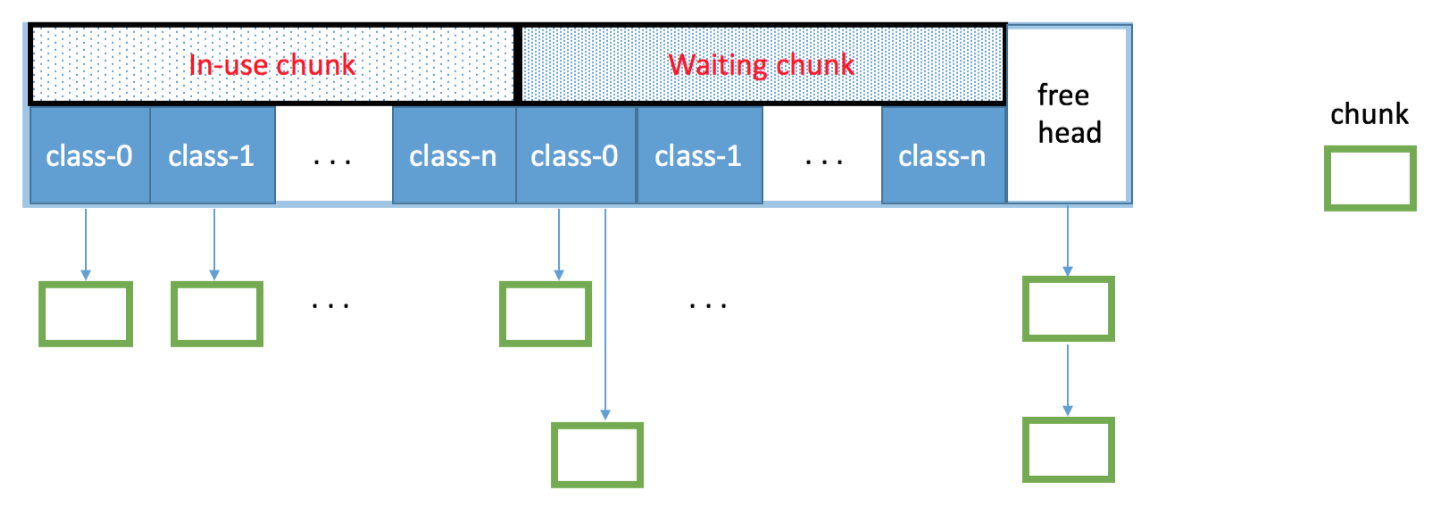 In-use chunk
Waiting chunk
free
head
chunk
class-0
class-1
. . .
class-n
class-0
class-1
. . .
class-n
. . .
. . .